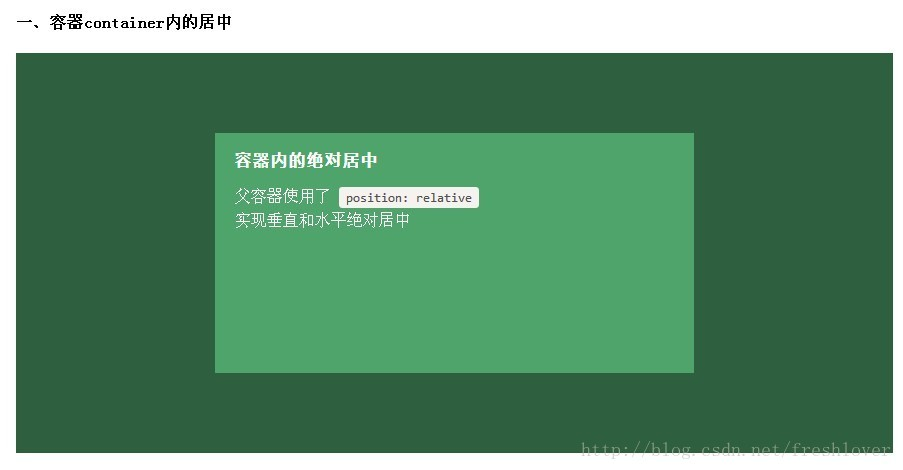 一、容器container内的居中
容器内的绝对居中
父容器使用了 position: relative
实现垂直和水平绝对居中
http://blog.csdn.net/freshlover